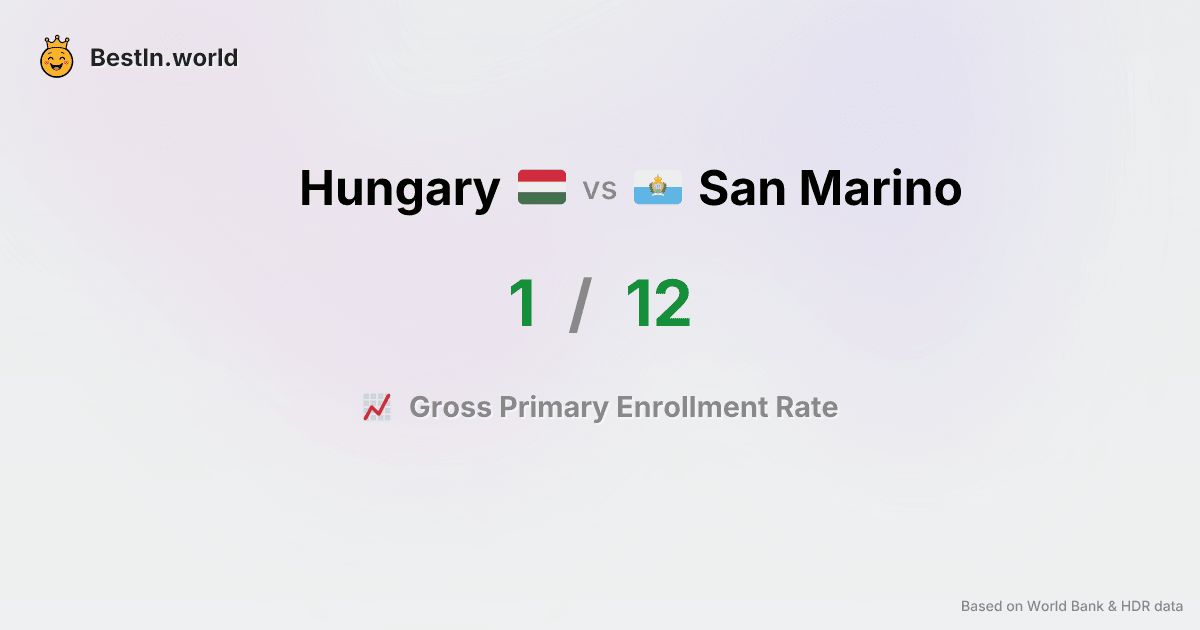 BestIn.world
Hungary vs San Marino
1 / 12
Gross Primary Enrollment Rate
Based on World Bank & HDR data